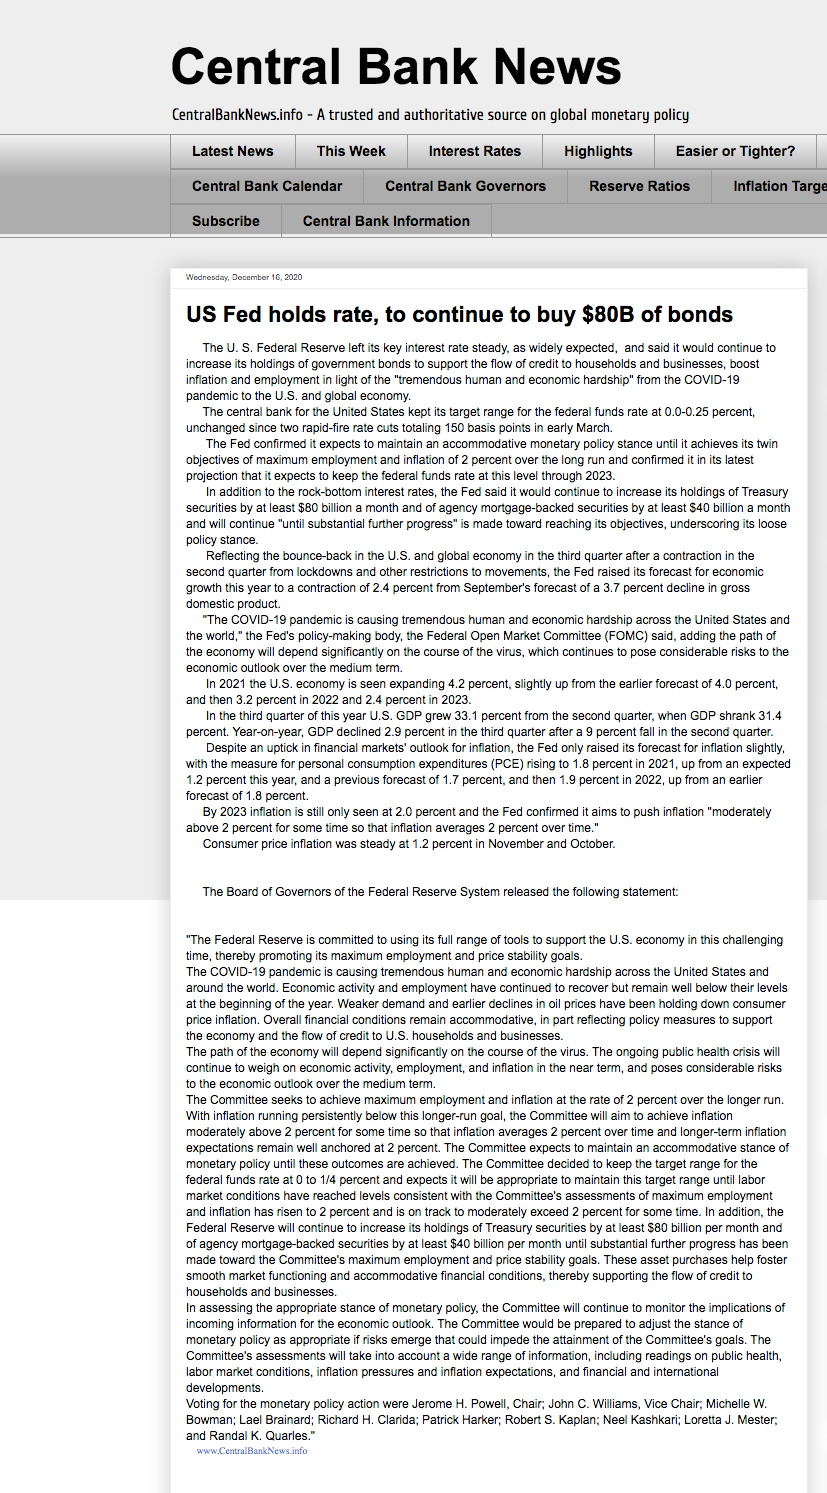 Central Bank News
CentralBankNews.info - A trusted and authoritative source on global monetary policy
Latest News This Week Interest Rates Highlights Easier or Tighter?
Central Bank Calendar Central Bank Governors Reserve Ratios Inflation Targe
Subscribe Central Bank Information
Wednesday, December 16, 2020
US Fed holds rate, to continue to buy $80B of bonds
The U. S. Federal Reserve left its key interest rate steady, as widely expected, and said it would continue to
increase its holdings of government bonds to support the flow of credit to households and businesses, boost
inflation and employment in light of the "tremendous human and economic hardship" from the COVID-19
pandemic to the U.S. and global economy.
The central bank for the United States kept its target range for the federal funds rate at 0.0-0.25 percent,
unchanged since two rapid-fire rate cuts totaling 150 basis points in early March.
The Fed confirmed it expects to maintain an accommodative monetary policy stance until it achieves its twin
objectives of maximum employment and inflation of 2 percent over the long run and confirmed it in its latest
projection that it expects to keep the federal funds rate at this level through 2023.
In addition to the rock-bottom interest rates, the Fed said it would continue to increase its holdings of Treasury
securities by at least $80 billion a month and of agency mortgage-backed securities by at least $40 billion a month
and will continue "until substantial further progress" is made toward reaching its objectives, underscoring its loose
policy stance.
Reflecting the bounce-back in the U.S. and global economy in the third quarter after a contraction in the
second quarter from lockdowns and other restrictions to movements, the Fed raised its forecast for economic
growth this year to a contraction of 2.4 percent from September's forecast of a 3.7 percent decline in gross
domestic product.
"The COVID-19 pandemic is causing tremendous human and economic hardship across the United States and
the world," the Fed's policy-making body, the Federal Open Market Committee (FOMC) said, adding the path of
the economy will depend significantly on the course of the virus, which continues to pose considerable risks to the
economic outlook over the medium term.
In 2021 the U.S. economy is seen expanding 4.2 percent, slightly up from the earlier forecast of 4.0 percent,
and then 3.2 percent in 2022 and 2.4 percent in 2023.
In the third quarter of this year U.S. GDP grew 33.1 percent from the second quarter, when GDP shrank 31.4
percent. Year-on-year, GDP declined 2.9 percent in the third quarter after a 9 percent fall in the second quarter.
Despite an uptick in financial markets' outlook for inflation, the Fed only raised its forecast for inflation slightly,
with the measure for personal consumption expenditures (PCE) rising to 1.8 percent in 2021, up from an expected
1.2 percent this year, and a previous forecast of 1.7 percent, and then 1.9 percent in 2022, up from an earlier
forecast of 1.8 percent.
By 2023 inflation is still only seen at 2.0 percent and the Fed confirmed it aims to push inflation "moderately
above 2 percent for some time so that inflation averages 2 percent over time."
Consumer price inflation was steady at 1.2 percent in November and October.
The Board of Governors of the Federal Reserve System released the following statement:
"The Federal Reserve is committed to using its full range of tools to support the U.S. economy in this challenging
time, thereby promoting its maximum employment and price stability goals.
The COVID-19 pandemic is causing tremendous human and economic hardship across the United States and
around the world. Economic activity and employment have continued to recover but remain well below their levels
at the beginning of the year. Weaker demand and earlier declines in oil prices have been holding down consumer
price inflation. Overall financial conditions remain accommodative, in part reflecting policy measures to support
the economy and the flow of credit to U.S. households and businesses.
The path of the economy will depend significantly on the course of the virus. The ongoing public health crisis will
continue to weigh on economic activity, employment, and inflation in the near term, and poses considerable risks
to the economic outlook over the medium term.
The Committee seeks to achieve maximum employment and inflation at the rate of 2 percent over the longer run.
With inflation running persistently below this longer-run goal, the Committee will aim to achieve inflation
moderately above 2 percent for some time so that inflation averages 2 percent over time and longer-term inflation
expectations remain well anchored at 2 percent. The Committee expects to maintain an accommodative stance of
monetary policy until these outcomes are achieved. The Committee decided to keep the target range for the
federal funds rate at 0 to 1/4 percent and expects it will be appropriate to maintain this target range until labor
market conditions have reached levels consistent with the Committee's assessments of maximum employment
and inflation has risen to 2 percent and is on track to moderately exceed 2 percent for some time. In addition, the
Federal Reserve will continue to increase its holdings of Treasury securities by at least $80 billion per month and
of agency mortgage-backed securities by at least $40 billion per month until substantial further progress has been
made toward the Committee's maximum employment and price stability goals. These asset purchases help foster
smooth market functioning and accommodative financial conditions, thereby supporting the flow of credit to
households and businesses.
In assessing the appropriate stance of monetary policy, the Committee will continue to monitor the implications of
incoming information for the economic outlook. The Committee would be prepared to adjust the stance of
monetary policy as appropriate if risks emerge that could impede the attainment of the Committee's goals. The
Committee's assessments will take into account a wide range of information, including readings on public health,
labor market conditions, inflation pressures and inflation expectations, and financial and international
developments.
Voting for the monetary policy action were Jerome H. Powell, Chair; John C. Williams, Vice Chair; Michelle W.
Bowman; Lael Brainard; Richard H. Clarida; Patrick Harker; Robert S. Kaplan; Neel Kashkari; Loretta J. Mester;
and Randal K. Quarles."
www.CentralBankNews.info